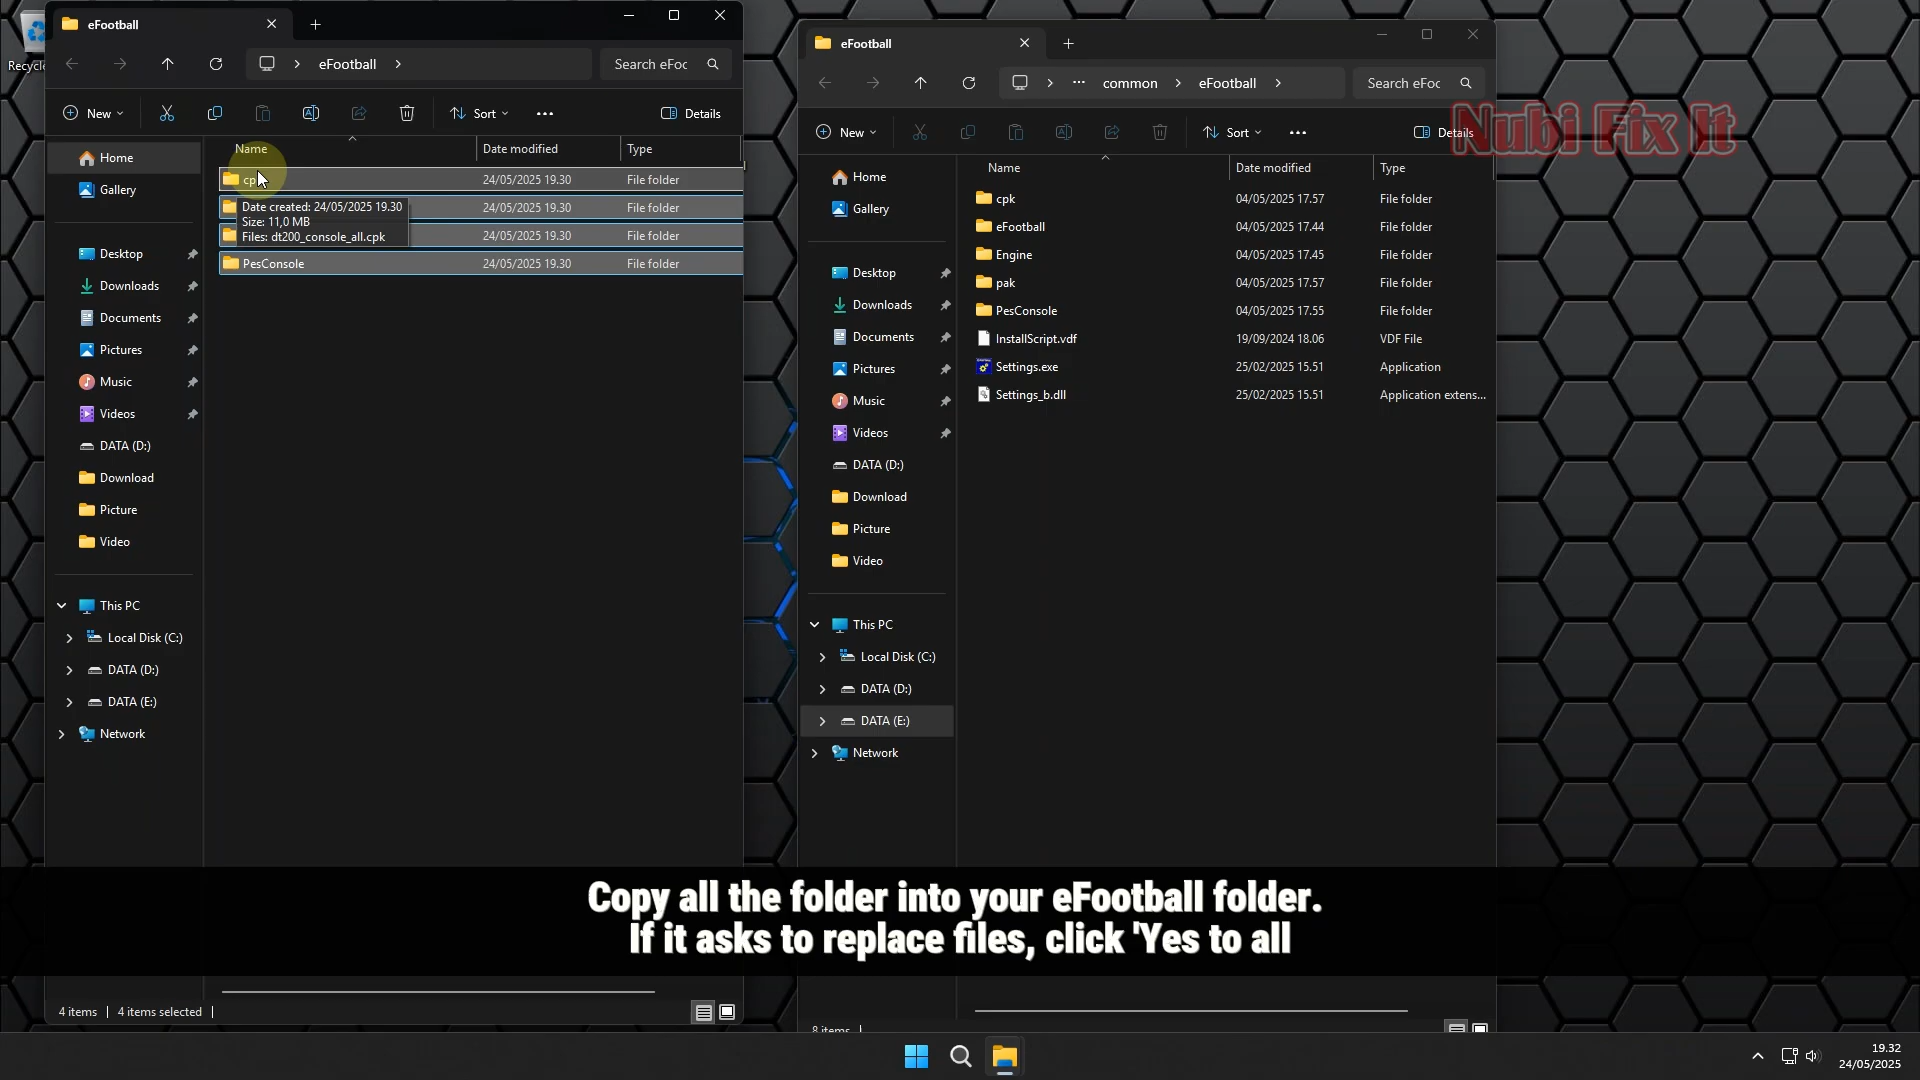 Recycle
eFootball
eFootball
Search eFoc
New
Sort
Details
Name
Date modified
Type
Home
Gallery
Desktop
Downloads
Documents
Pictures
Music
Videos
DATA (D:)
Download
Picture
Video
This PC
Local Disk (C:)
DATA (D:)
DATA (E:)
Network
24/05/2025 19.30 File folder
Date created: 24/05/2025 19.30
Size: 11,0 MB
Files: dt200_console_all.cpk
24/05/2025 19.30 File folder
24/05/2025 19.30 File folder
PesConsole 24/05/2025 19.30 File folder
4 items
4 items selected
eFootball
common
eFootball
Search eFoc
New
Sort
Details
Nubi Fix It
Name
Date modified
Type
Home
Gallery
Desktop
Downloads
Documents
Pictures
Music
Videos
DATA (D:)
Download
Picture
Video
This PC
Local Disk (C:)
DATA (D:)
DATA (E:)
Network
cpk 04/05/2025 17.57 File folder
eFootball 04/05/2025 17.44 File folder
Engine 04/05/2025 17.45 File folder
pak 04/05/2025 17.57 File folder
PesConsole 04/05/2025 17.55 File folder
InstallScript.vdf 19/09/2024 18.06 VDF File
Settings.exe 25/02/2025 15.51 Application
Settings_b.dll 25/02/2025 15.51 Application extens...
8 items
Copy all the folder into your eFootball folder.
If it asks to replace files, click 'Yes to all
19.32
24/05/2025